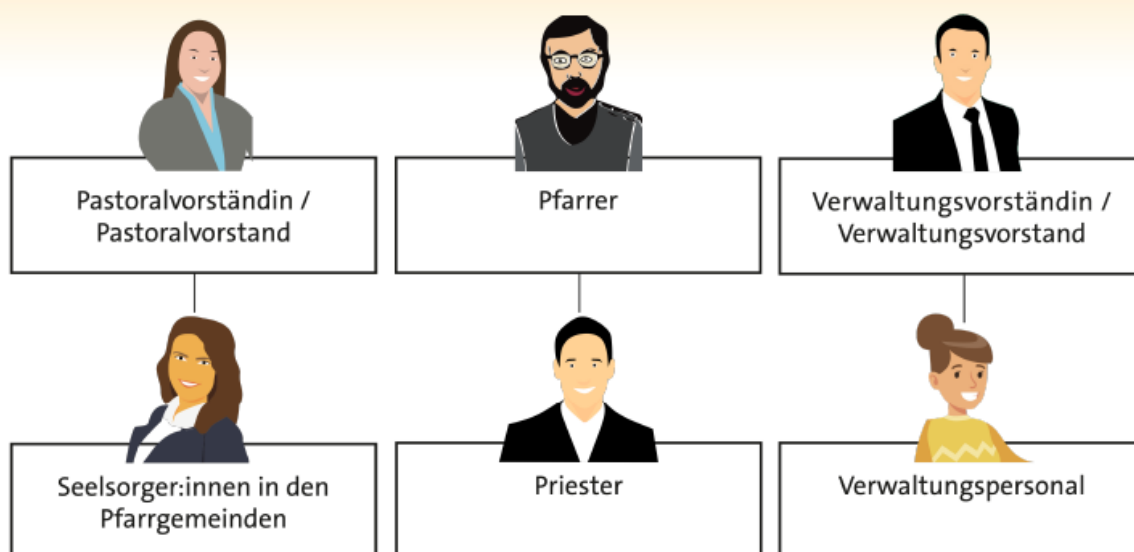 Pastoralvorständin /
Pastoralvorstand
Pfarrer
Verwaltungsvorständin /
Verwaltungsvorstand
Seelsorger:innen in den
Pfarrgemeinden
Priester
Verwaltungspersonal